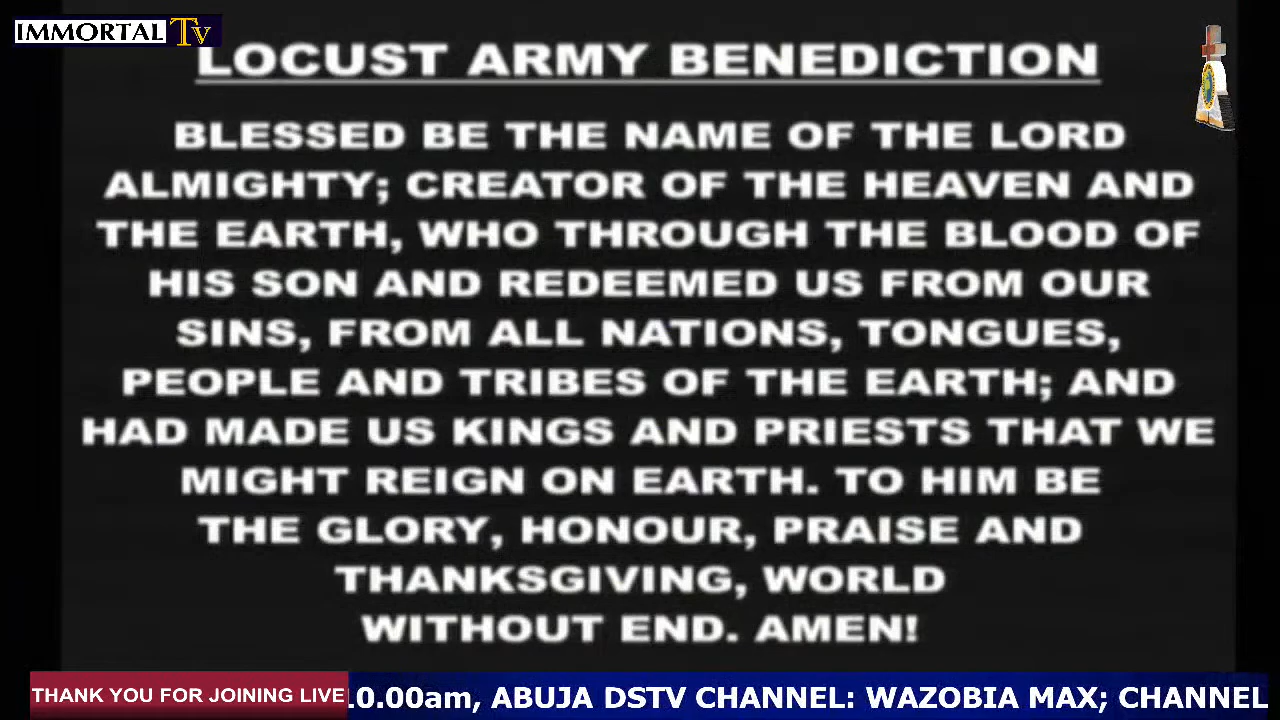 IMMORTAL Tv
LOCUST ARMY BENEDICTION
BLESSED BE THE NAME OF THE LORD
ALMIGHTY; CREATOR OF THE HEAVEN AND
THE EARTH, WHO THROUGH THE BLOOD OF
HIS SON AND REDEEMED US FROM OUR
SINS, FROM ALL NATIONS, TONGUES,
PEOPLE AND TRIBES OF THE EARTH; AND
HAD MADE US KINGS AND PRIESTS THAT WE
MIGHT REIGN ON EARTH. TO HIM BE
THE GLORY, HONOUR, PRAISE AND
THANKSGIVING, WORLD
WITHOUT END. AMEN!
THANK YOU FOR JOINING LIVE 0.00am, ABUJA DSTV CHANNEL: WAZOBIA MAX; CHANNEL